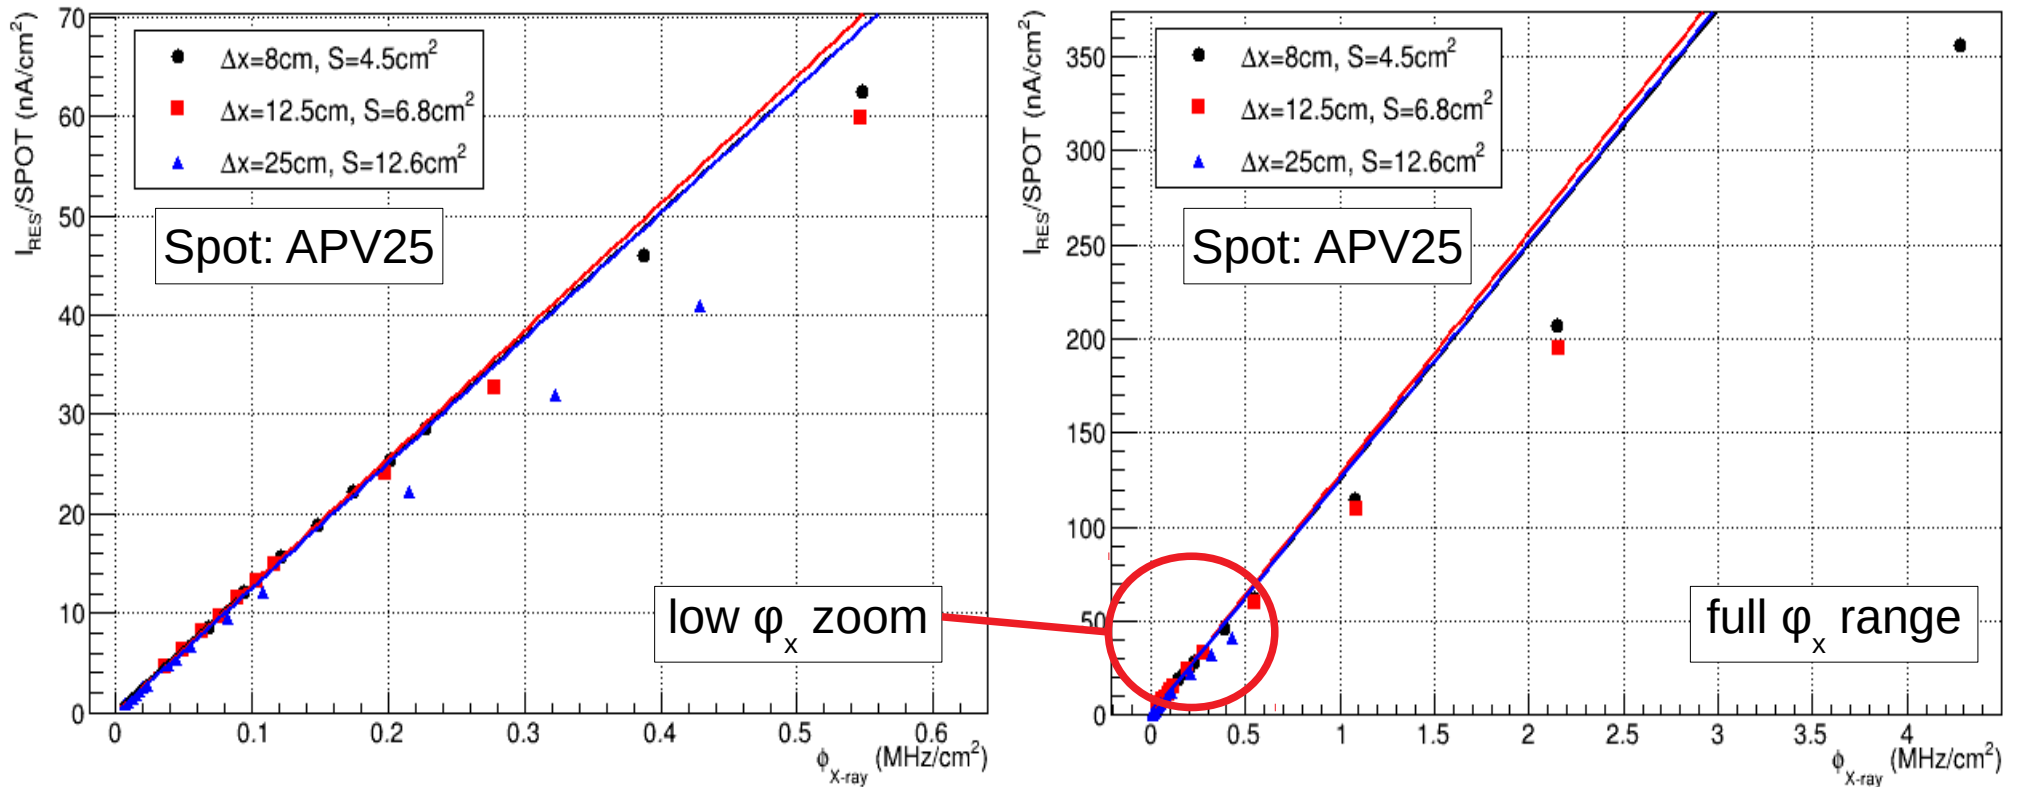 I_RES/SPOT (nA/cm²)
70
60
50
40
30
20
10
0
Δx=8cm, S=4.5cm²
Δx=12.5cm, S=6.8cm²
Δx=25cm, S=12.6cm²
Spot: APV25
low φ_x zoom
0 0.1 0.2 0.3 0.4 0.5 0.6
ϕ_X-ray (MHz/cm²)
I_RES/SPOT (nA/cm²)
350
300
250
200
150
100
50
0
Δx=8cm, S=4.5cm²
Δx=12.5cm, S=6.8cm²
Δx=25cm, S=12.6cm²
Spot: APV25
full φ_x range
0 0.5 1 1.5 2 2.5 3 3.5 4
ϕ_X-ray (MHz/cm²)